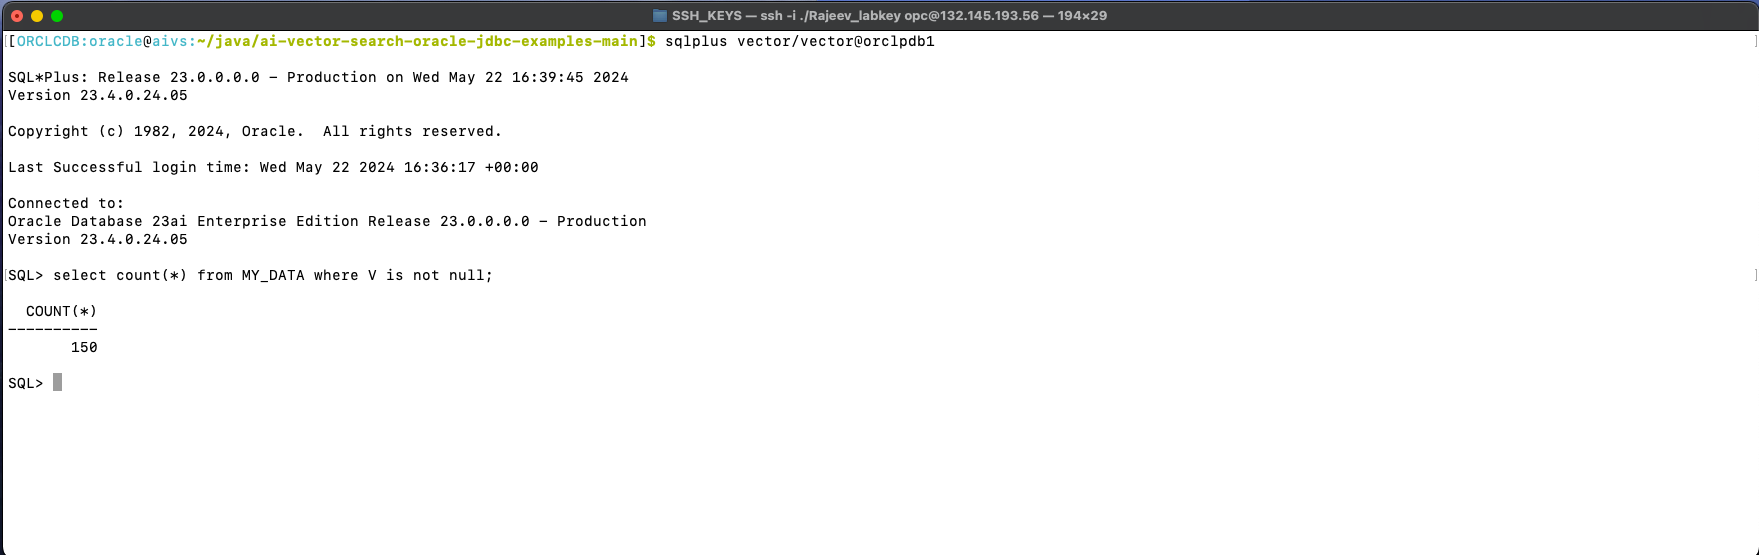 SSH_KEYS — ssh -i ./Rajeev_labkey opc@132.145.193.56 — 194×29
[[ORCLCDB:oracle@aivs:~/java/ai-vector-search-oracle-jdbc-examples-main]$ sqlplus vector/vector@orclpdb1 ]
SQL*Plus: Release 23.0.0.0.0 - Production on Wed May 22 16:39:45 2024
Version 23.4.0.24.05
Copyright (c) 1982, 2024, Oracle.  All rights reserved.
Last Successful login time: Wed May 22 2024 16:36:17 +00:00
Connected to:
Oracle Database 23ai Enterprise Edition Release 23.0.0.0.0 - Production
Version 23.4.0.24.05
[SQL> select count(*) from MY_DATA where V is not null; ]
COUNT(*)
----------
150
SQL>